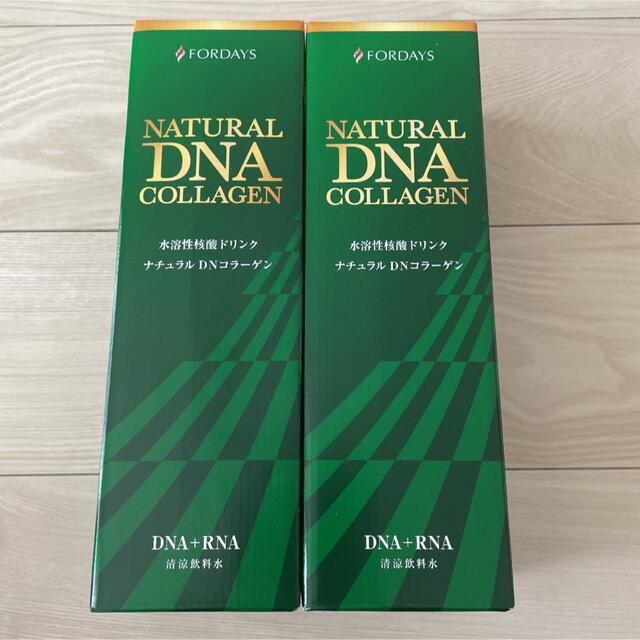 FORDAYS
NATURAL
DNA
COLLAGEN
水溶性核酸ドリンク
ナチュラル DNコラーゲン
DNA+RNA
清涼飲料水
FORDAYS
NATURAL
DNA
COLLAGEN
水溶性核酸ドリンク
ナチュラル DNコラーゲン
DNA+RNA
清涼飲料水